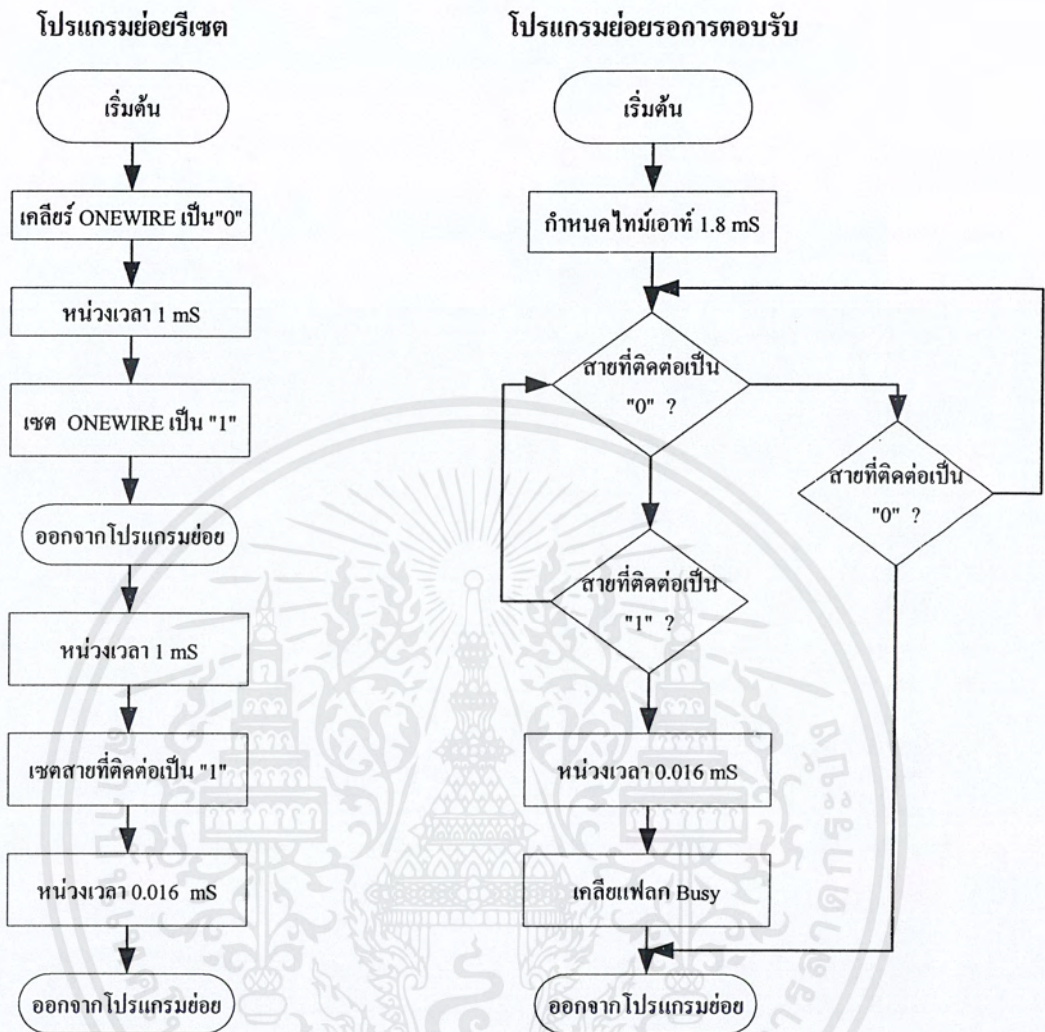 โปรแกรมย่อยรีเซต
เริ่มต้น
เคลียร์ ONEWIRE เป็น"0"
หน่วงเวลา 1 mS
เซต ONEWIRE เป็น "1"
ออกจากโปรแกรมย่อย
หน่วงเวลา 1 mS
เซตสายที่ติดต่อเป็น "1"
หน่วงเวลา 0.016 mS
ออกจากโปรแกรมย่อย
โปรแกรมย่อยรอการตอบรับ
เริ่มต้น
กำหนดไทม์เอาท์ 1.8 mS
สายที่ติดต่อเป็น
"0" ?
สายที่ติดต่อเป็น
"0" ?
สายที่ติดต่อเป็น
"1" ?
หน่วงเวลา 0.016 mS
เคลียแฟลก Busy
ออกจากโปรแกรมย่อย